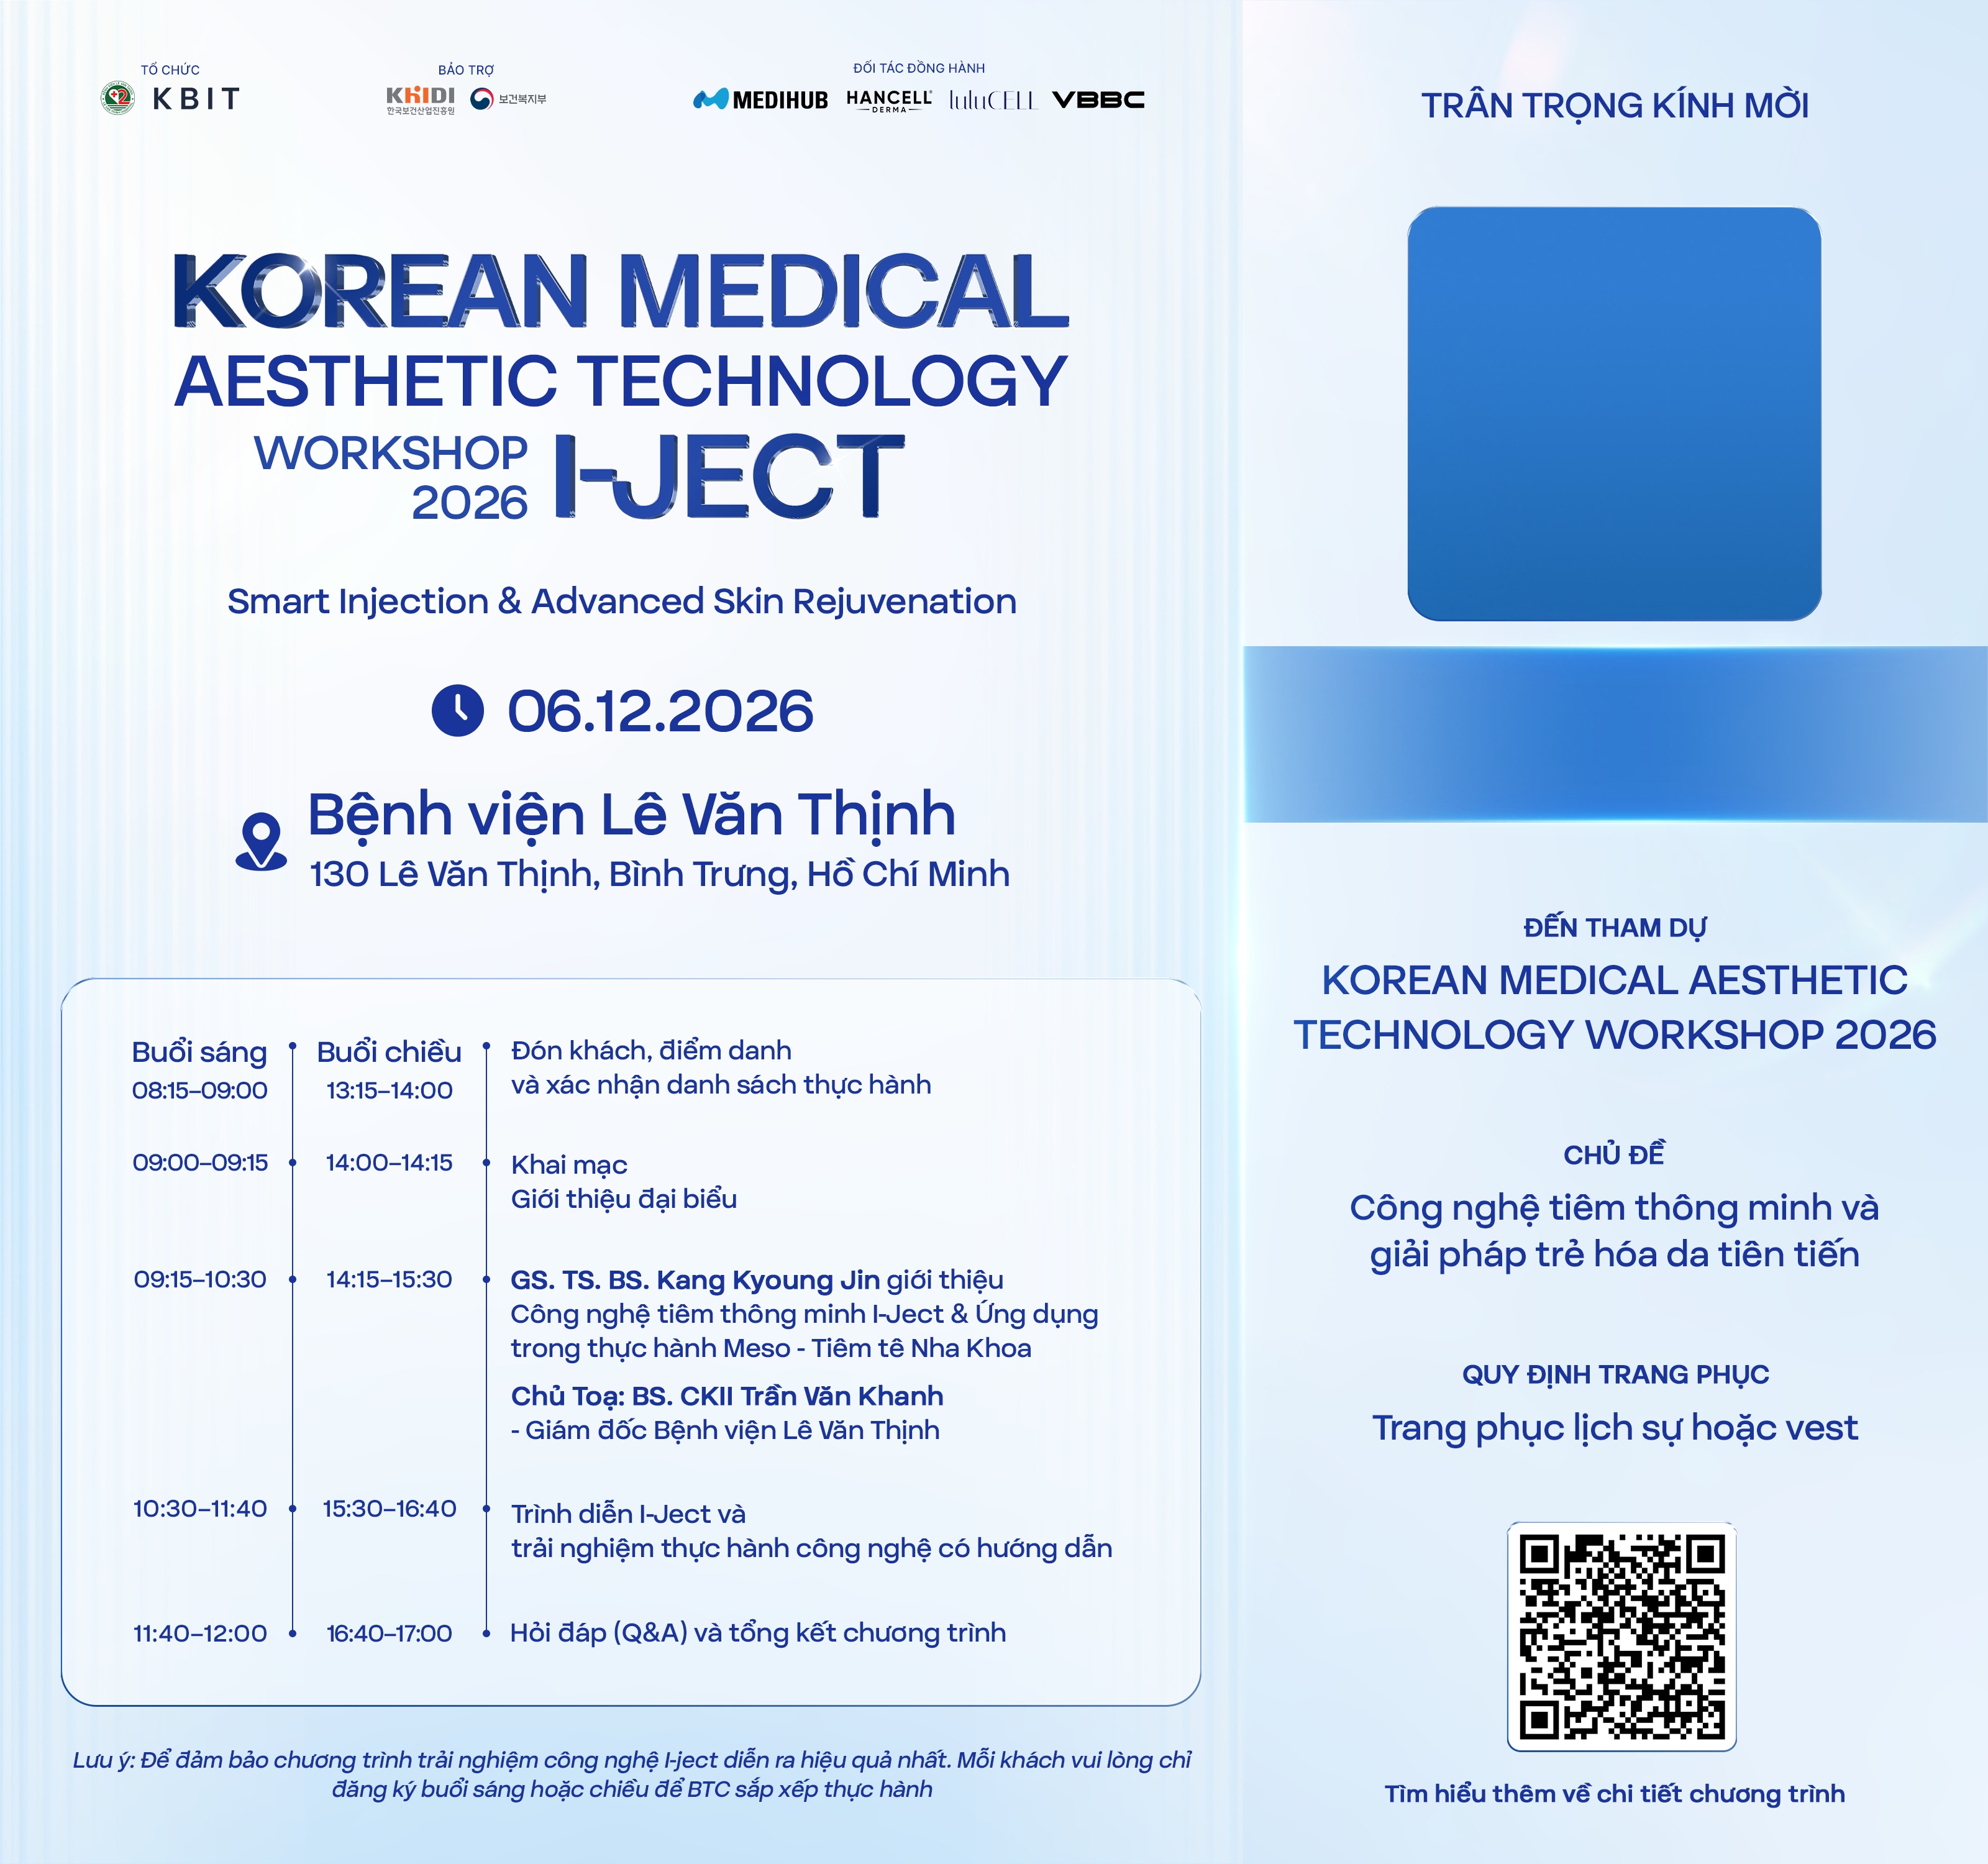 TỔ CHỨC
KBIT
BẢO TRỢ
KHIDI
한국보건산업진흥원
보건복지부
ĐỐI TÁC ĐỒNG HÀNH
MEDIHUB
HANCELL
DERMA
luluCELL
VBBC
KOREAN MEDICAL
AESTHETIC TECHNOLOGY
WORKSHOP
2026
I-JECT
Smart Injection & Advanced Skin Rejuvenation
06.12.2026
Bệnh viện Lê Văn Thịnh
130 Lê Văn Thịnh, Bình Trưng, Hồ Chí Minh
Buổi sáng
08:15–09:00
Buổi chiều
13:15–14:00
Đón khách, điểm danh
và xác nhận danh sách thực hành
09:00–09:15
14:00–14:15
Khai mạc
Giới thiệu đại biểu
09:15–10:30
14:15–15:30
GS. TS. BS. Kang Kyoung Jin giới thiệu
Công nghệ tiêm thông minh I-Ject & Ứng dụng
trong thực hành Meso - Tiêm tê Nha Khoa
Chủ Toạ: BS. CKII Trần Văn Khanh
- Giám đốc Bệnh viện Lê Văn Thịnh
10:30–11:40
15:30–16:40
Trình diễn I-Ject và
trải nghiệm thực hành công nghệ có hướng dẫn
11:40–12:00
16:40–17:00
Hỏi đáp (Q&A) và tổng kết chương trình
Lưu ý: Để đảm bảo chương trình trải nghiệm công nghệ I-ject diễn ra hiệu quả nhất. Mỗi khách vui lòng chỉ
đăng ký buổi sáng hoặc chiều để BTC sắp xếp thực hành
TRÂN TRỌNG KÍNH MỜI
ĐẾN THAM DỰ
KOREAN MEDICAL AESTHETIC
TECHNOLOGY WORKSHOP 2026
CHỦ ĐỀ
Công nghệ tiêm thông minh và
giải pháp trẻ hóa da tiên tiến
QUY ĐỊNH TRANG PHỤC
Trang phục lịch sự hoặc vest
Tìm hiểu thêm về chi tiết chương trình